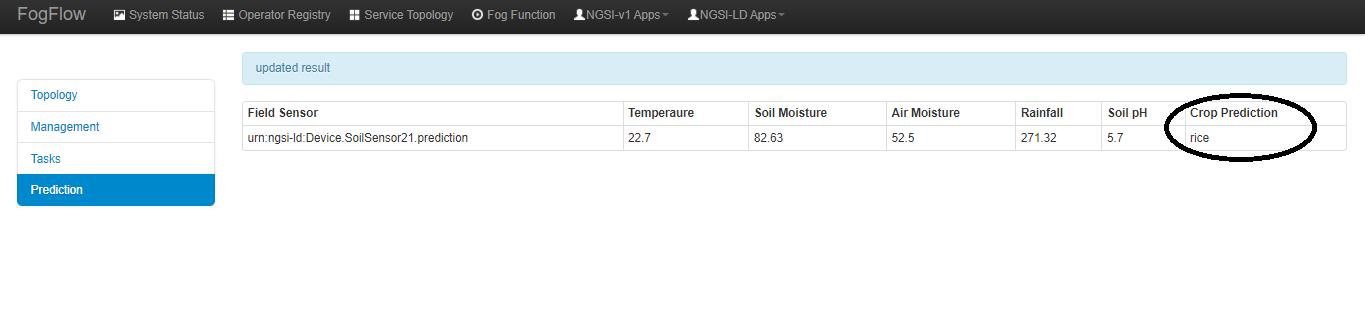 FogFlow System Status Operator Registry Service Topology Fog Function NGSI-v1 Apps NGSI-LD Apps
updated result
Topology
Management
Tasks
Prediction
Field Sensor Temperaure Soil Moisture Air Moisture Rainfall Soil pH Crop Prediction
urn:ngsi-ld:Device.SoilSensor21.prediction 22.7 82.63 52.5 271.32 5.7 rice